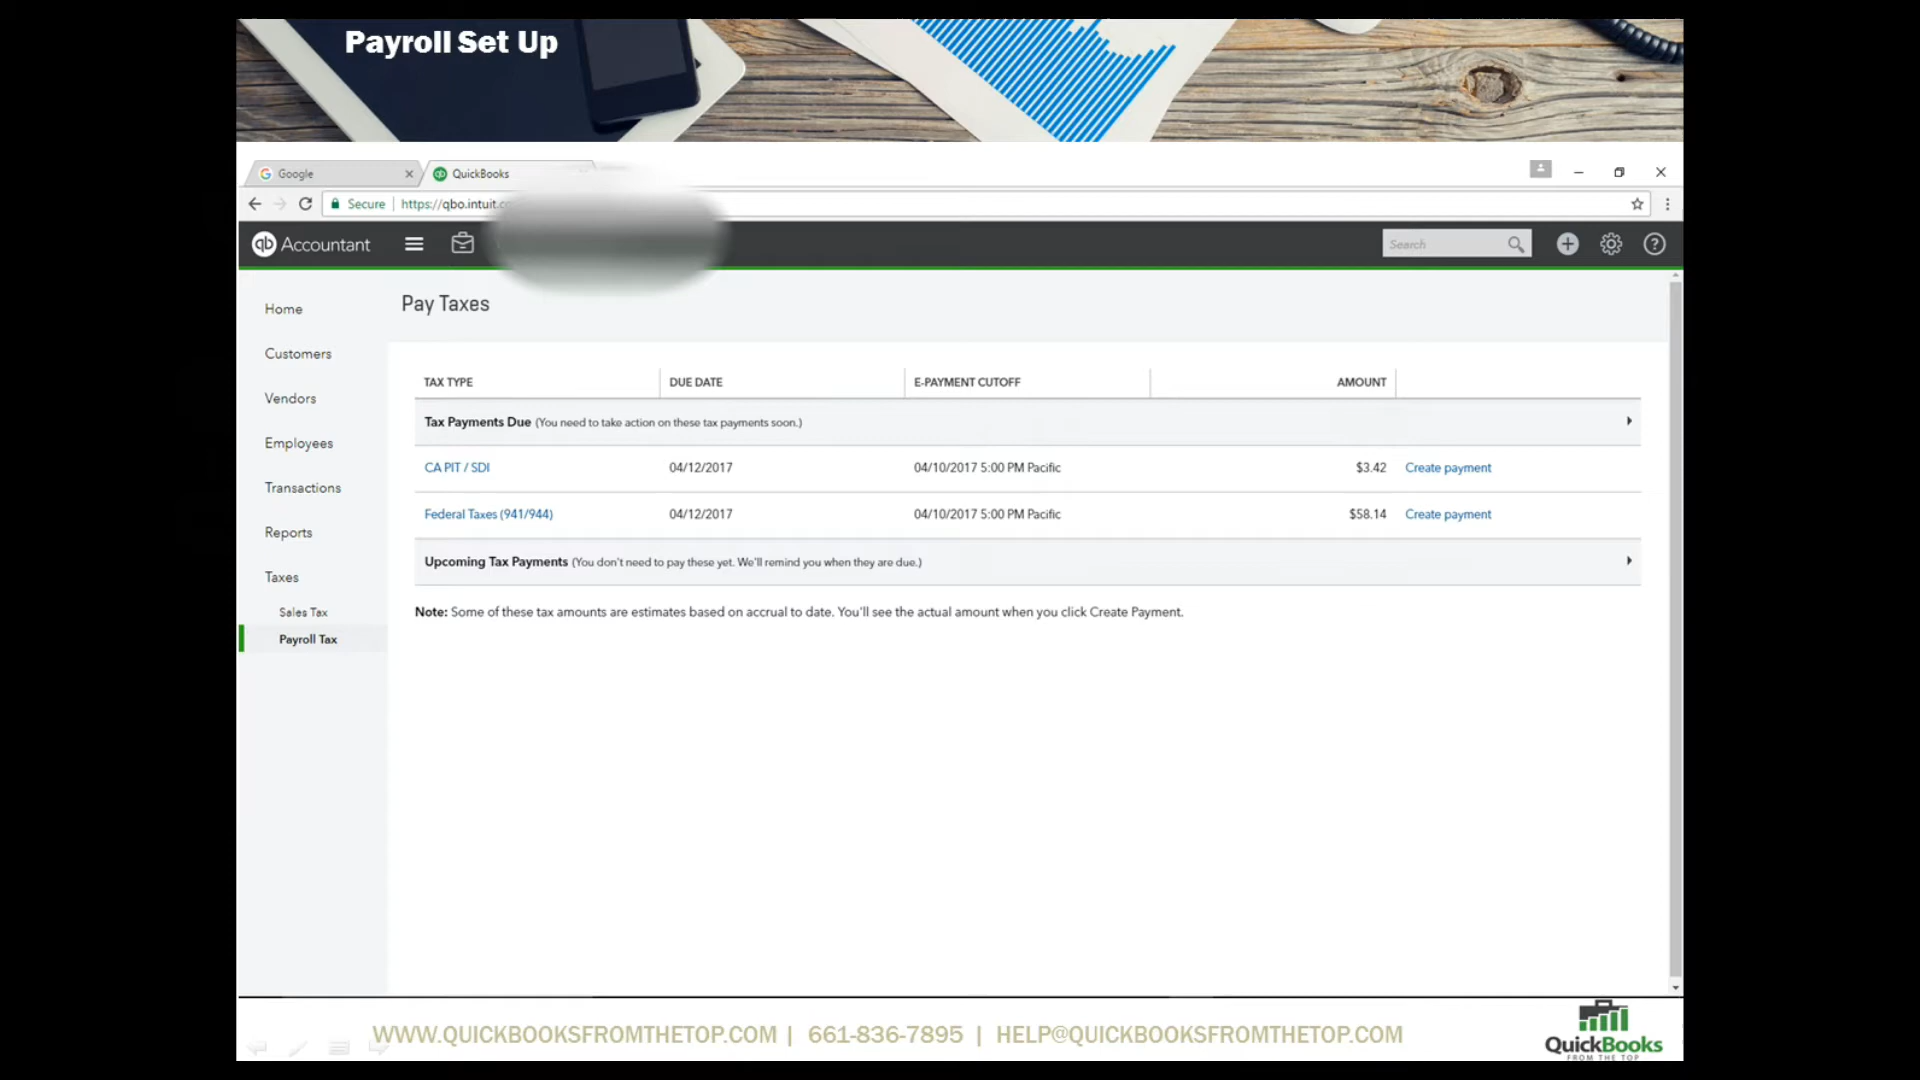 Payroll Set Up
Google
QuickBooks
Secure https://qbo.intuit.
qb Accountant
Search
Home
Customers
Vendors
Employees
Transactions
Reports
Taxes
Sales Tax
Payroll Tax
Pay Taxes
TAX TYPE DUE DATE E-PAYMENT CUTOFF AMOUNT
Tax Payments Due (You need to take action on these tax payments soon.)
CA PIT / SDI 04/12/2017 04/10/2017 5:00 PM Pacific $3.42 Create payment
Federal Taxes (941/944) 04/12/2017 04/10/2017 5:00 PM Pacific $58.14 Create payment
Upcoming Tax Payments (You don't need to pay these yet. We'll remind you when they are due.)
Note: Some of these tax amounts are estimates based on accrual to date. You'll see the actual amount when you click Create Payment.
WWW.QUICKBOOKSFROMTHETOP.COM | 661-836-7895 | HELP@QUICKBOOKSFROMTHETOP.COM
QuickBooks
FROM THE TOP